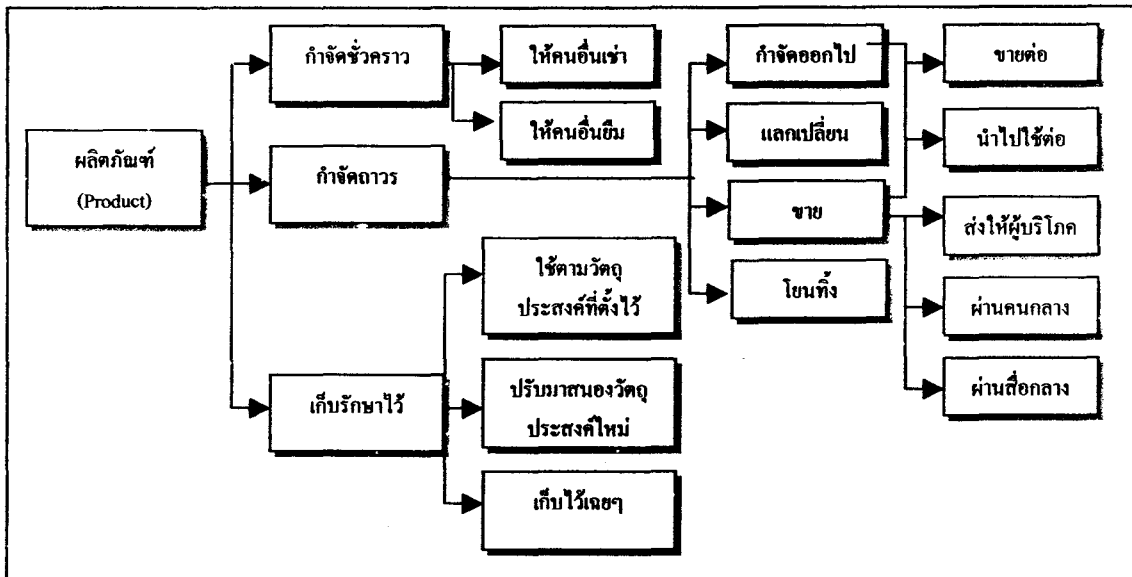 ผลิตภัณฑ์
(Product)
กำจัดชั่วคราว
ให้คนอื่นเช่า
ให้คนอื่นยืม
กำจัดถาวร
กำจัดออกไป
แลกเปลี่ยน
ขาย
โยนทิ้ง
ขายต่อ
นำไปใช้ต่อ
ส่งให้ผู้บริโภค
ผ่านคนกลาง
ผ่านสื่อกลาง
เก็บรักษาไว้
ใช้ตามวัตถุ
ประสงค์ที่ตั้งไว้
ปรับมาสนองวัตถุ
ประสงค์ใหม่
เก็บไว้เฉยๆ